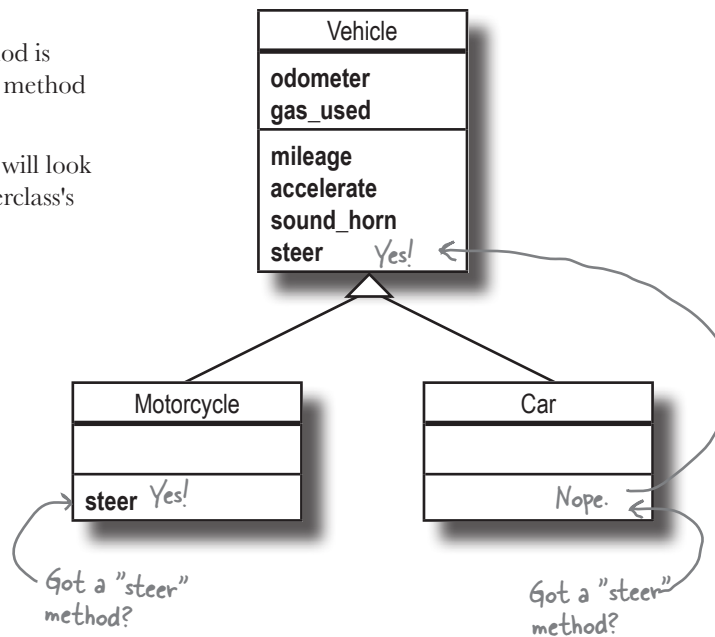 od is
method
will look
erclass's
Vehicle
odometer
gas_used
mileage
accelerate
sound_horn
steer Yes!
Motorcycle
steer Yes!
Car
Nope.
Got a "steer"
method?
Got a "steer"
method?